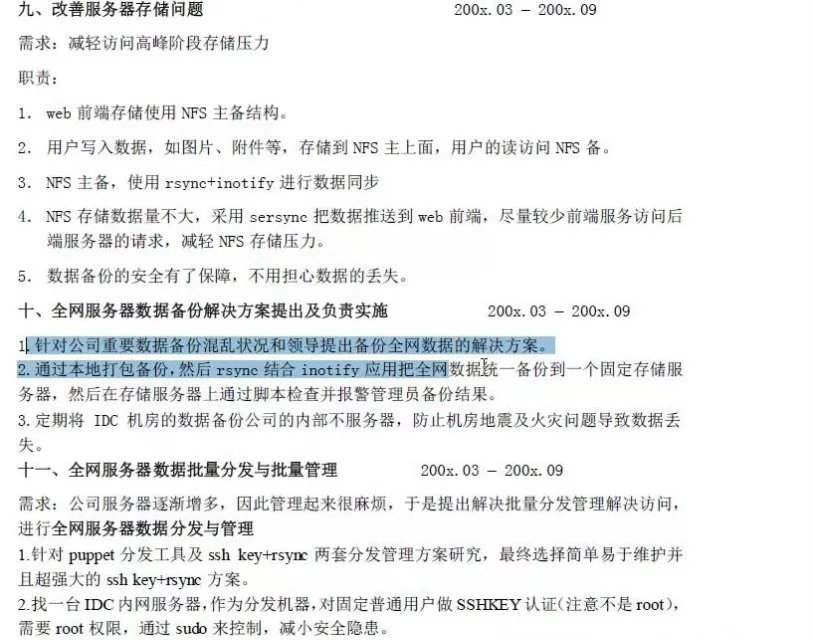 九、改善服务器存储问题 200x.03 – 200x.09
需求：减轻访问高峰阶段存储压力
职责：
1. web 前端存储使用 NFS 主备结构。
2. 用户写入数据，如图片、附件等，存储到 NFS 主上面，用户的读访问 NFS 备。
3. NFS 主备，使用 rsync+inotify 进行数据同步
4. NFS 存储数据量不大，采用 sersync 把数据推送到 web 前端，尽量较少前端服务访问后
端服务器的请求，减轻 NFS 存储压力。
5. 数据备份的安全有了保障，不用担心数据的丢失。
十、全网服务器数据备份解决方案提出及负责实施 200x.03 – 200x.09
1.针对公司重要数据备份混乱状况和领导提出备份全网数据的解决方案。
2.通过本地打包备份，然后 rsync 结合 inotify 应用把全网数据统一备份到一个固定存储服
务器，然后在存储服务器上通过脚本检查并报警管理员备份结果。
3.定期将 IDC 机房的数据备份公司的内部不服务器，防止机房地震及火灾问题导致数据丢
失。
十一、全网服务器数据批量分发与批量管理 200x.03 – 200x.09
需求：公司服务器逐渐增多，因此管理起来很麻烦，于是提出解决批量分发管理解决访问，
进行全网服务器数据分发与管理
1.针对 puppet 分发工具及 ssh key+rsync 两套分发管理方案研究，最终选择简单易于维护并
且超强大的 ssh key+rsync 方案。
2.找一台 IDC 内网服务器，作为分发机器，对固定普通用户做 SSHKEY 认证（注意不是 root），
需要 root 权限，通过 sudo 来控制，减小安全隐患。